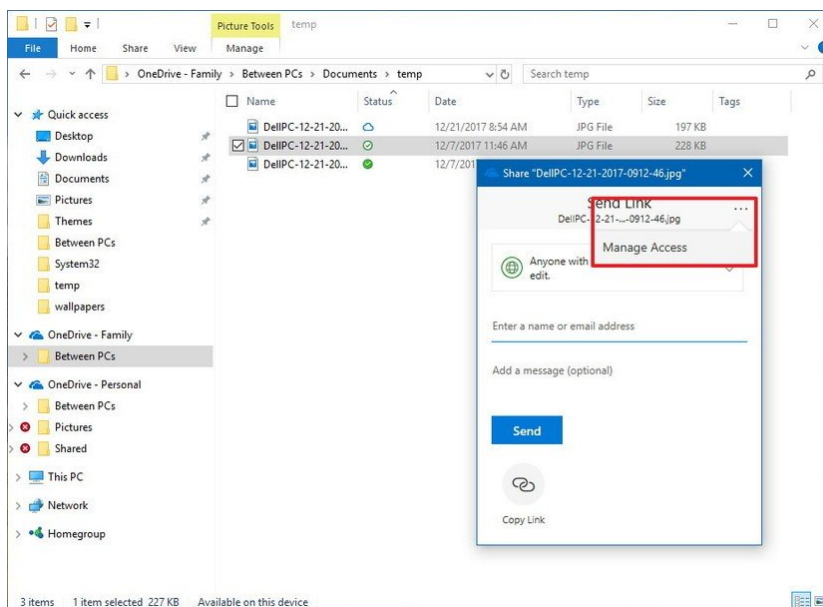 Picture Tools temp
File Home Share View Manage
OneDrive - Family Between PCs Documents temp Search temp
Name Status Date Type Size Tags
Quick access
Desktop
Downloads
Documents
Pictures
Themes
Between PCs
System32
temp
wallpapers
OneDrive - Family
Between PCs
OneDrive - Personal
Between PCs
Pictures
Shared
This PC
Network
Homegroup
DellPC-12-21-20... 12/21/2017 8:54 AM JPG File 197 KB
DellPC-12-21-20... 12/7/2017 11:46 AM JPG File 228 KB
DellPC-12-21-20... 12/7/201
Share "DellPC-12-21-2017-0912-46.jpg"
Send Link
DellPC-12-21-...-0912-46.jpg
Manage Access
Anyone with
edit.
Enter a name or email address
Add a message (optional)
Send
Copy Link
3 items 1 item selected 227 KB Available on this device